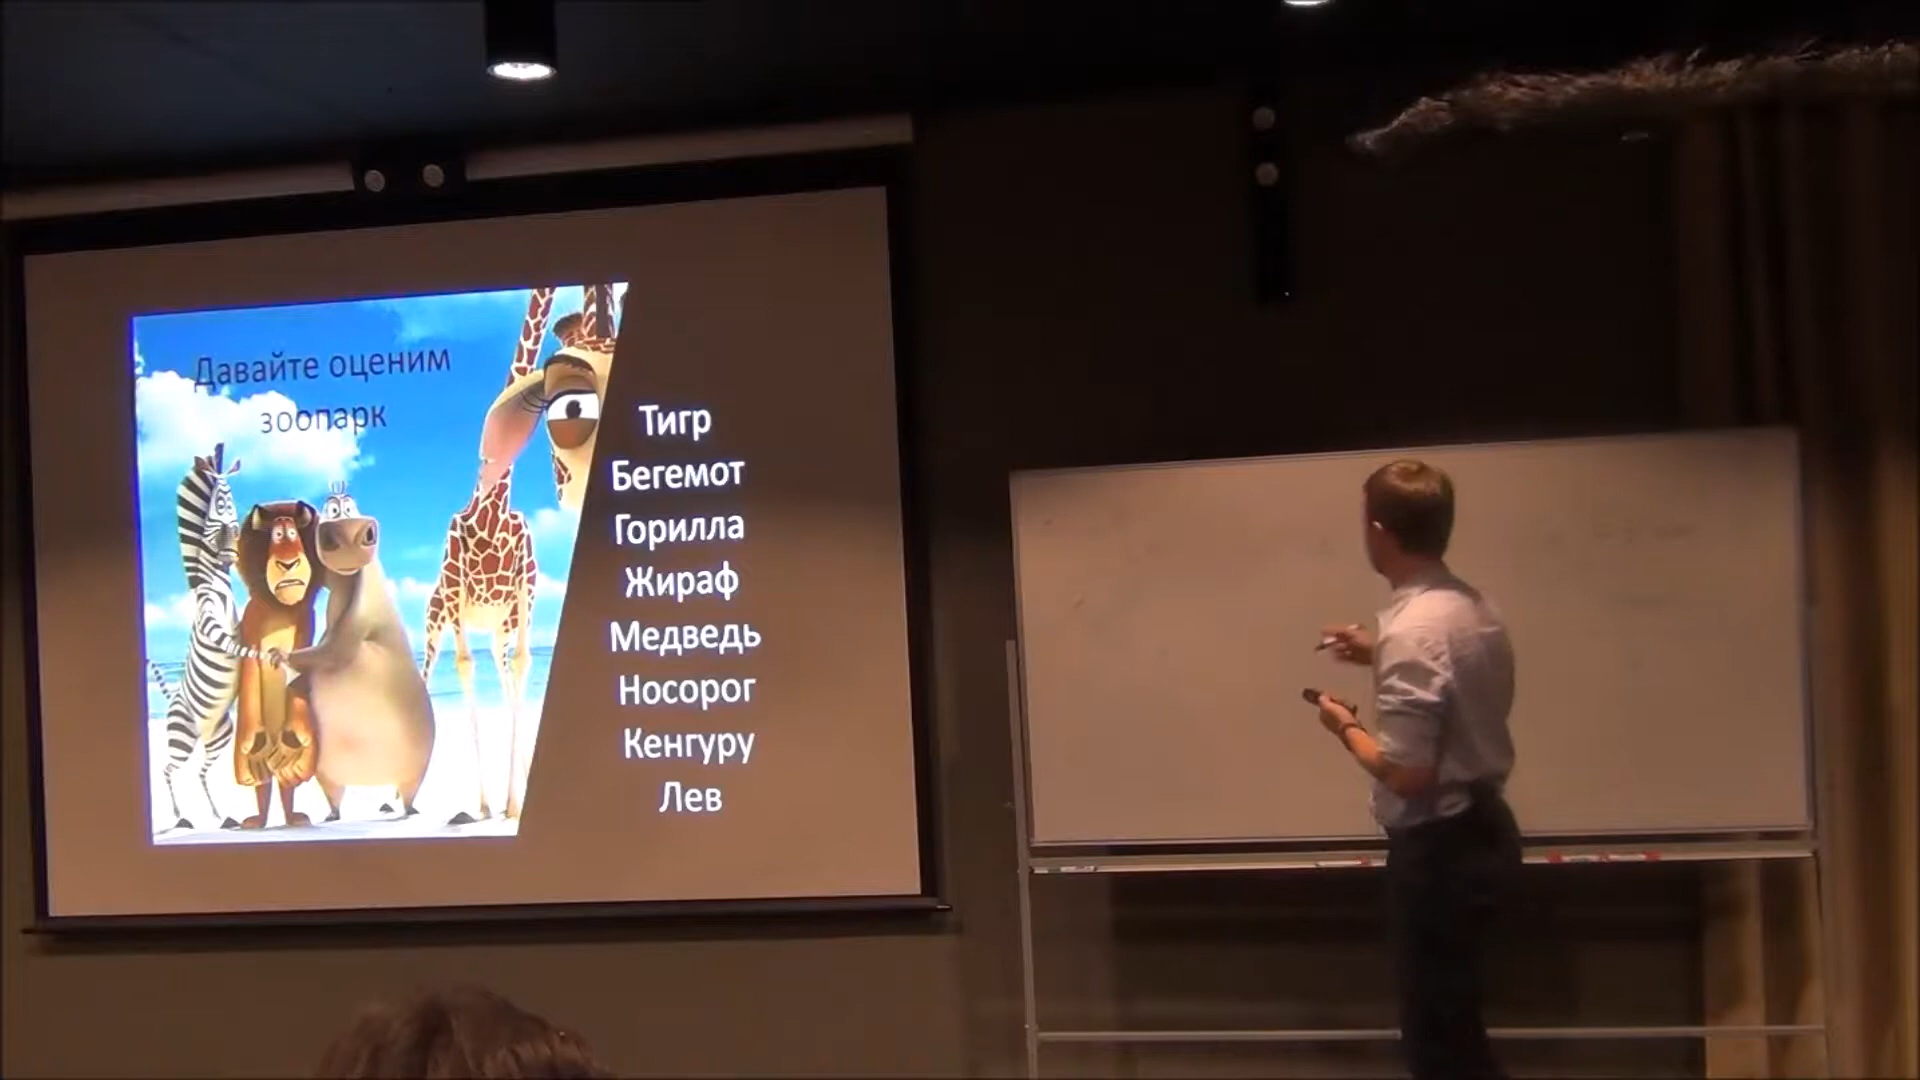 Давайте оценим
зоопарк
Тигр
Бегемот
Горилла
Жираф
Медведь
Носорог
Кенгуру
Лев